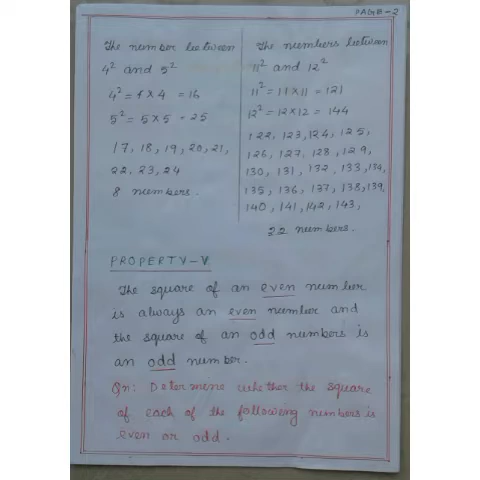 PAGE-2
The number between
4² and 5²
4² = 4 x 4 = 16
5² = 5 x 5 = 25
17, 18, 19, 20, 21,
22, 23, 24
8 numbers.
The numbers between
11² and 12²
11² = 11 x 11 = 121
12² = 12 x 12 = 144
122, 123, 124, 125,
126, 127, 128, 129,
130, 131, 132, 133, 134,
135, 136, 137, 138, 139,
140, 141, 142, 143,
22 numbers.
PROPERTY-V
The square of an even number
is always an even number and
the square of an odd numbers is
an odd number.
Qn: Determine whether the square
of each of the following numbers is
even or odd.